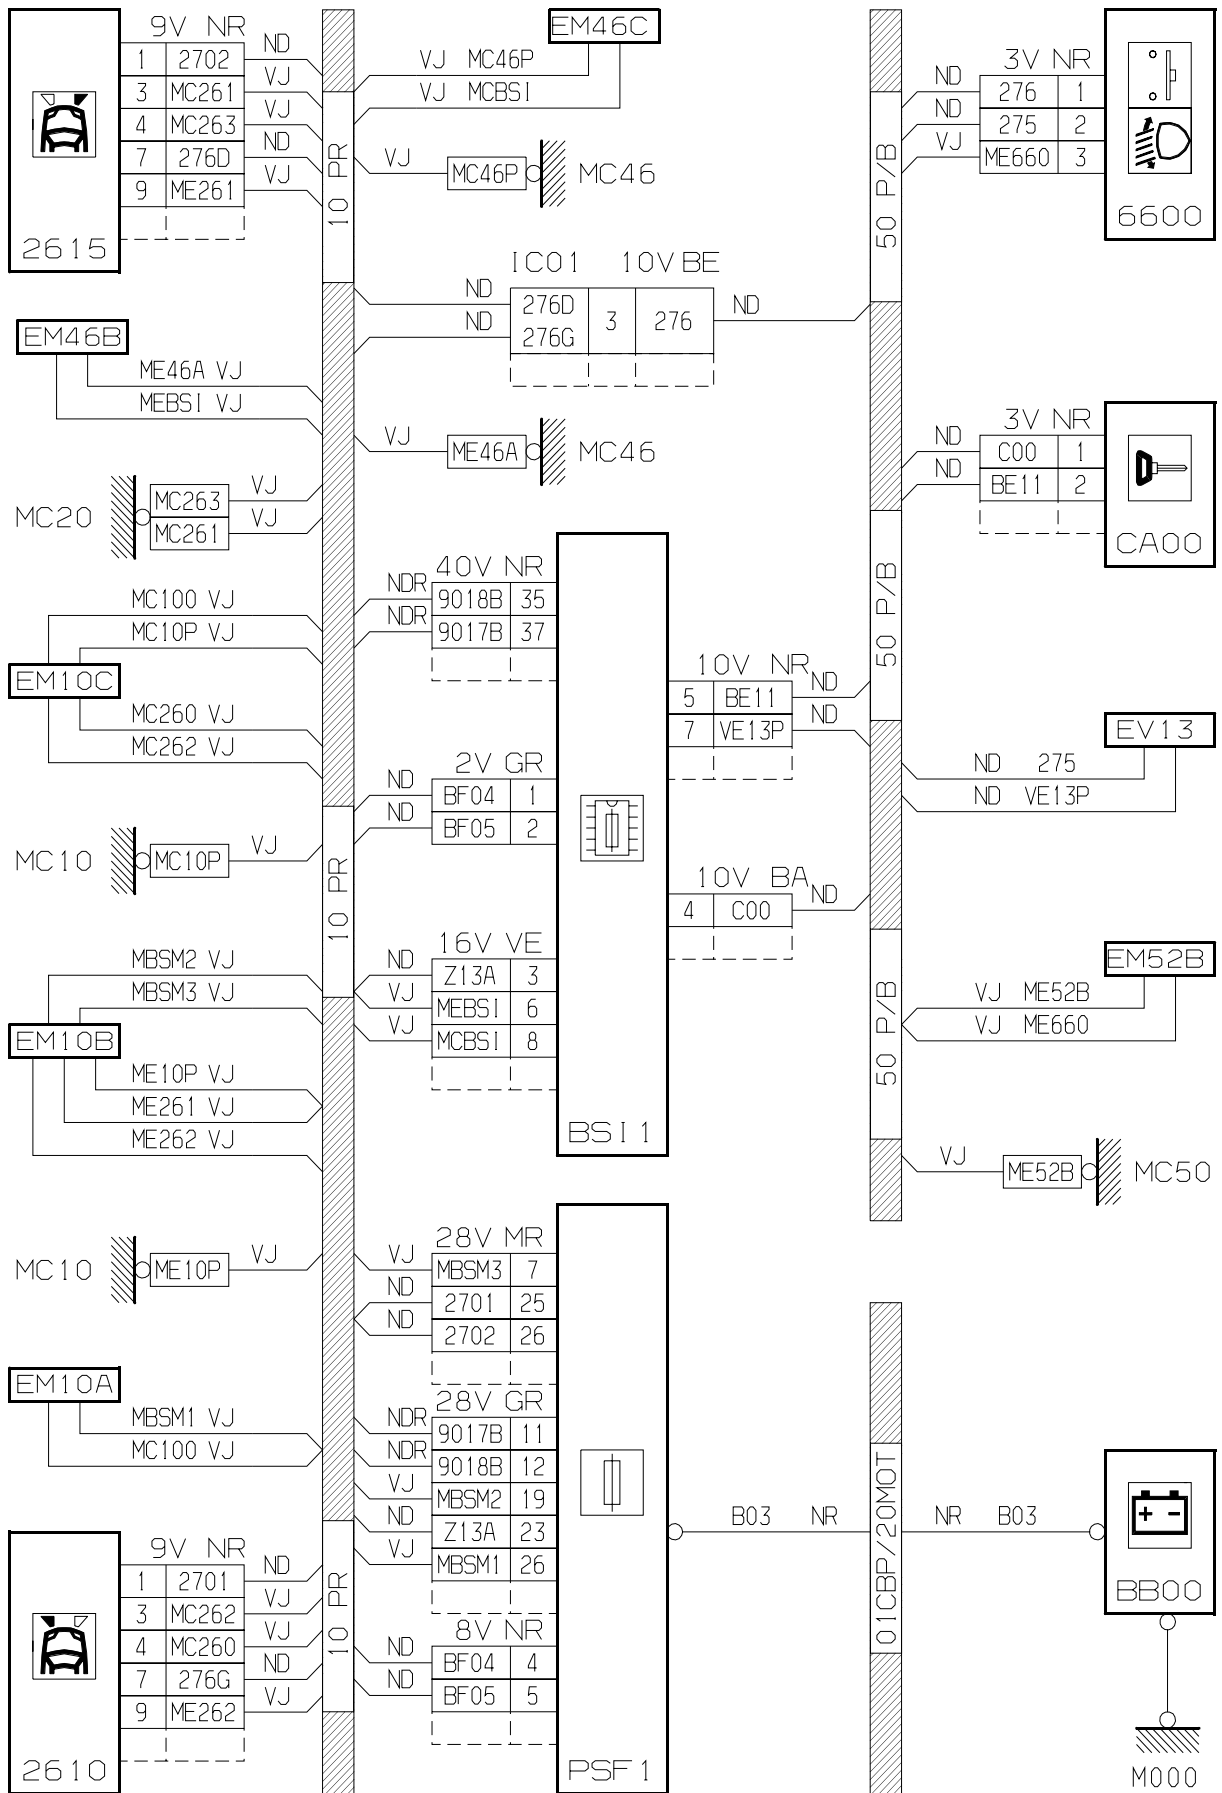 9V NR
1 2702 ND
3 MC261 VJ
4 MC263 VJ
7 276D ND
9 ME261 VJ
2615
10 PR
EM46C
VJ MC46P
VJ MCBSI
VJ MC46P MC46
50 P/B
3V NR
ND 276 1
ND 275 2
VJ ME660 3
6600
IC01 10V BE
ND 276D
ND 276G
3 276 ND
EM46B
ME46A VJ
MEBSI VJ
VJ ME46A MC46
3V NR
ND C00 1
ND BE11 2
CA00
MC20
MC263 VJ
MC261 VJ
50 P/B
40V NR
NDR 9018B 35
NDR 9017B 37
MC100 VJ
MC10P VJ
EM10C
MC260 VJ
MC262 VJ
10V NR
5 BE11 ND
7 VE13P ND
EV13
ND 275
ND VE13P
2V GR
ND BF04 1
ND BF05 2
MC10 MC10P VJ
10 PR
10V BA
4 C00 ND
16V VE
ND Z13A 3
VJ MEBSI 6
VJ MCBSI 8
BSI1
MBSM2 VJ
MBSM3 VJ
EM10B
ME10P VJ
ME261 VJ
ME262 VJ
50 P/B
EM52B
VJ ME52B
VJ ME660
VJ ME52B MC50
MC10 ME10P VJ
28V MR
VJ MBSM3 7
ND 2701 25
ND 2702 26
EM10A
MBSM1 VJ
MC100 VJ
28V GR
NDR 9017B 11
NDR 9018B 12
VJ MBSM2 19
ND Z13A 23
VJ MBSM1 26
B03 NR
01CBP/20MOT
NR B03
+ -
BB00
9V NR
1 2701 ND
3 MC262 VJ
4 MC260 VJ
7 276G ND
9 ME262 VJ
2610
10 PR
8V NR
ND BF04 4
ND BF05 5
PSF1
M000